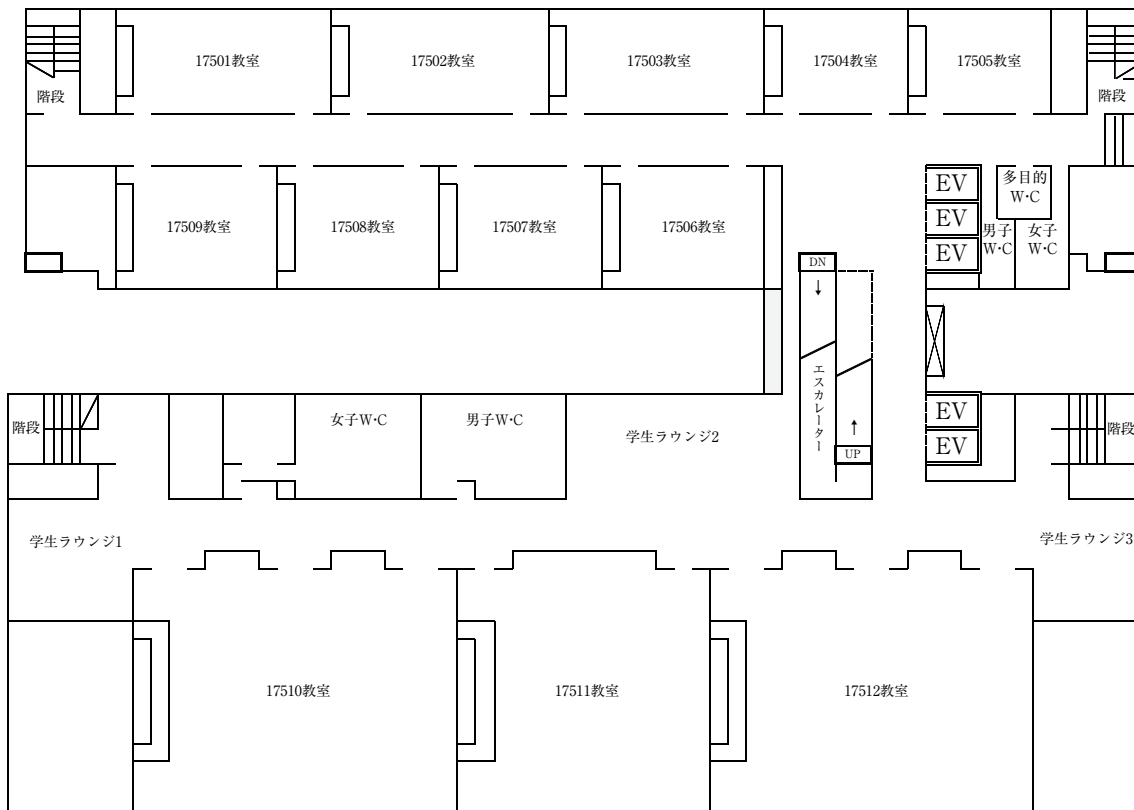 17501教室
17502教室
17503教室
17504教室
17505教室
階段
階段
EV
EV
EV
多目的
W・C
男子
W・C
女子
W・C
17509教室
17508教室
17507教室
17506教室
DN
↓
エスカレーター
↑
UP
階段
女子W・C
男子W・C
学生ラウンジ2
EV
EV
階段
学生ラウンジ1
学生ラウンジ3
17510教室
17511教室
17512教室